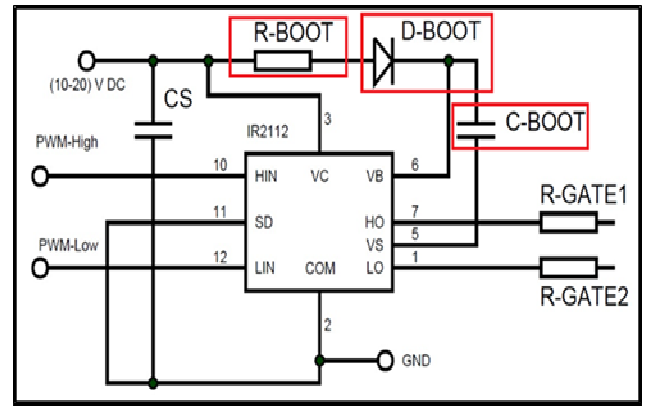 R-BOOT
D-BOOT
(10-20) V DC
CS
C-BOOT
3
IR2112
PWM-High
10
HIN
VC
VB
6
R-GATE1
11
SD
HO
7
VS
5
PWM-Low
12
LIN
COM
LO
1
R-GATE2
2
GND